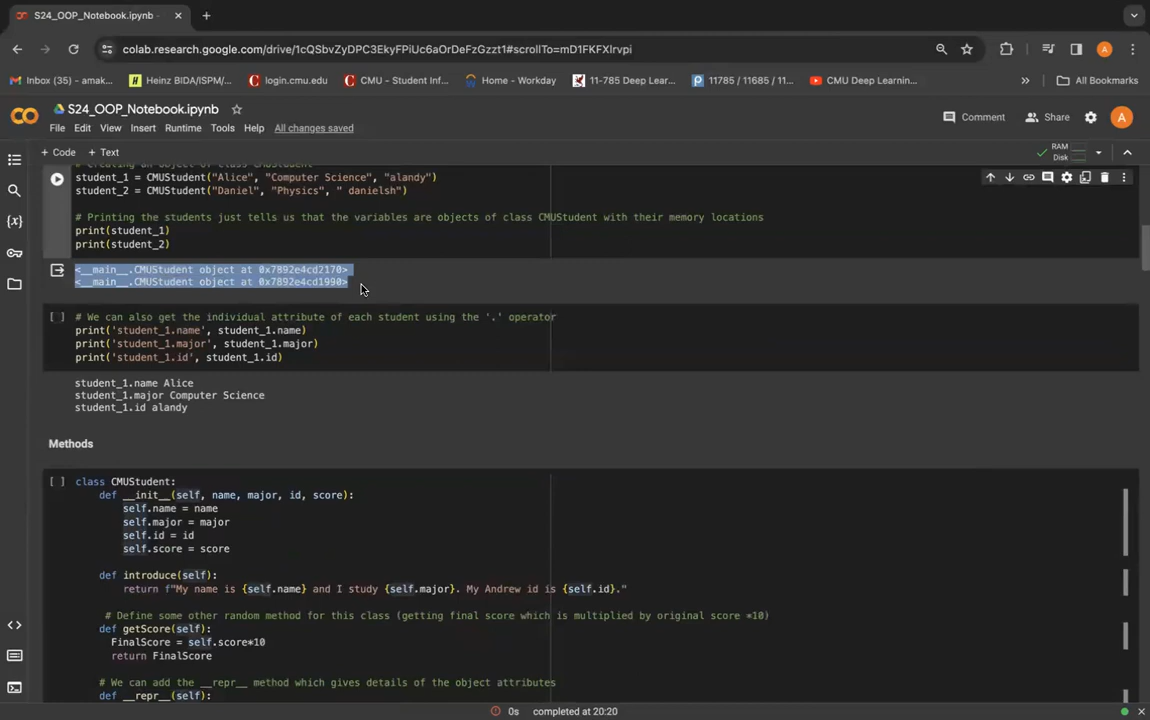 S24_OOP_Notebook.ipynb -
colab.research.google.com/drive/1cQSbvZyDPC3EkyFPiUc6aOrDeFzGzzt1#scrollTo=mD1FKFXlrvpi
A
Inbox (35) - amak...
Heinz BIDA/ISPM/...
login.cmu.edu
CMU - Student Inf...
Home - Workday
11-785 Deep Lear...
11785 / 11685 / 11...
CMU Deep Learnin...
»
All Bookmarks
S24_OOP_Notebook.ipynb
Comment
Share
A
File Edit View Insert Runtime Tools Help All changes saved
+ Code + Text
RAM
Disk
# Creating an object of class CMUStudent
student_1 = CMUStudent("Alice", "Computer Science", "alandy")
student_2 = CMUStudent("Daniel", "Physics", " danielsh")
# Printing the students just tells us that the variables are objects of class CMUStudent with their memory locations
print(student_1)
print(student_2)
<__main__.CMUStudent object at 0x7892e4cd2170>
<__main__.CMUStudent object at 0x7892e4cd1990>
[ ] # We can also get the individual attribute of each student using the '.' operator
print('student_1.name', student_1.name)
print('student_1.major', student_1.major)
print('student_1.id', student_1.id)
student_1.name Alice
student_1.major Computer Science
student_1.id alandy
Methods
[ ] class CMUStudent:
def __init__(self, name, major, id, score):
self.name = name
self.major = major
self.id = id
self.score = score
def introduce(self):
return f"My name is {self.name} and I study {self.major}. My Andrew id is {self.id}."
# Define some other random method for this class (getting final score which is multiplied by original score *10)
def getScore(self):
FinalScore = self.score*10
return FinalScore
# We can add the __repr__ method which gives details of the object attributes
def __repr__(self):
0s completed at 20:20